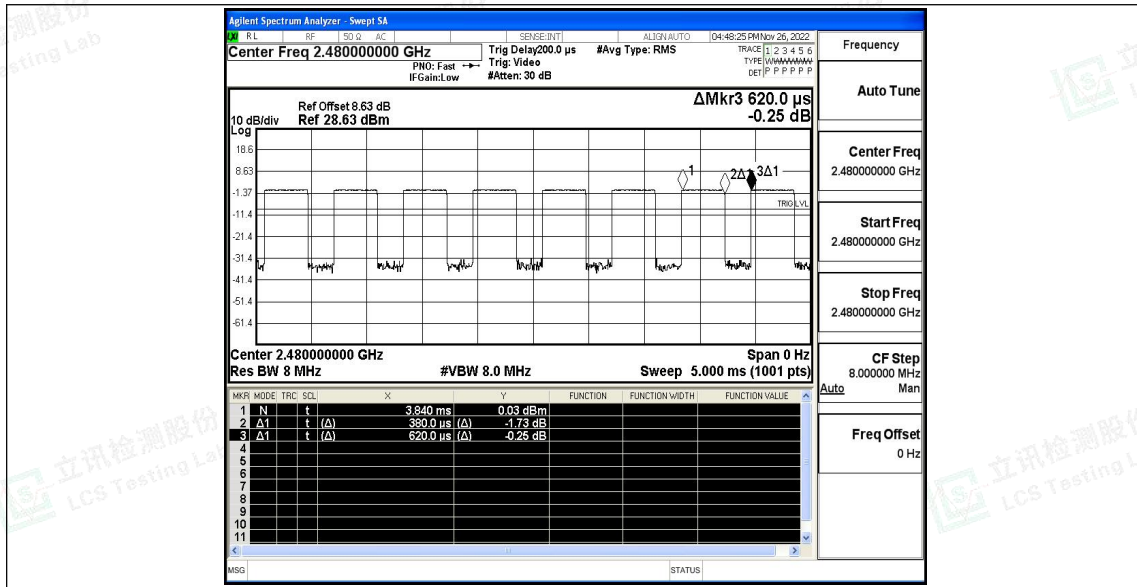 Agilent Spectrum Analyzer - Swept SA
LXI RL RF 50 Ω AC SENSE:INT ALIGN AUTO 04:48:25 PM Nov 26, 2022
Center Freq 2.480000000 GHz
PNO: Fast
IFGain:Low
Trig Delay200.0 µs
Trig: Video
#Atten: 30 dB
#Avg Type: RMS
TRACE 1 2 3 4 5 6
TYPE WWWWWW
DET P P P P P P
Frequency
Auto Tune
Center Freq
2.480000000 GHz
Start Freq
2.480000000 GHz
Stop Freq
2.480000000 GHz
CF Step
8.000000 MHz
Auto Man
Freq Offset
0 Hz
ΔMkr3 620.0 µs
-0.25 dB
Ref Offset 8.63 dB
10 dB/div Ref 28.63 dBm
Log
18.6
8.63
-1.37
-11.4
-21.4
-31.4
-41.4
-51.4
-61.4
1
2Δ1
3Δ1
TRIG LVL
Center 2.480000000 GHz Span 0 Hz
Res BW 8 MHz #VBW 8.0 MHz Sweep 5.000 ms (1001 pts)
MKR MODE TRC SCL X Y FUNCTION FUNCTION WIDTH FUNCTION VALUE
1 N t 3.840 ms 0.03 dBm
2 Δ1 t (Δ) 380.0 µs (Δ) -1.73 dB
3 Δ1 t (Δ) 620.0 µs (Δ) -0.25 dB
4
5
6
7
8
9
10
11
MSG STATUS
立讯检测股份
LCS Testing Lab